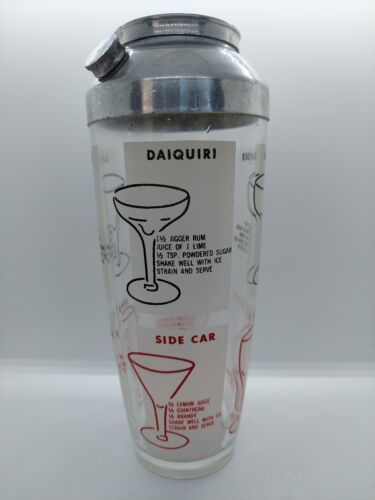 DAIQUIRI
1½ JIGGER RUM
JUICE OF 1 LIME
½ TSP. POWDERED SUGAR
SHAKE WELL WITH ICE
STRAIN AND SERVE
SIDE CAR
⅓ LEMON JUICE
⅓ COINTREAU
⅓ BRANDY
SHAKE WELL WITH ICE
STRAIN AND SERVE